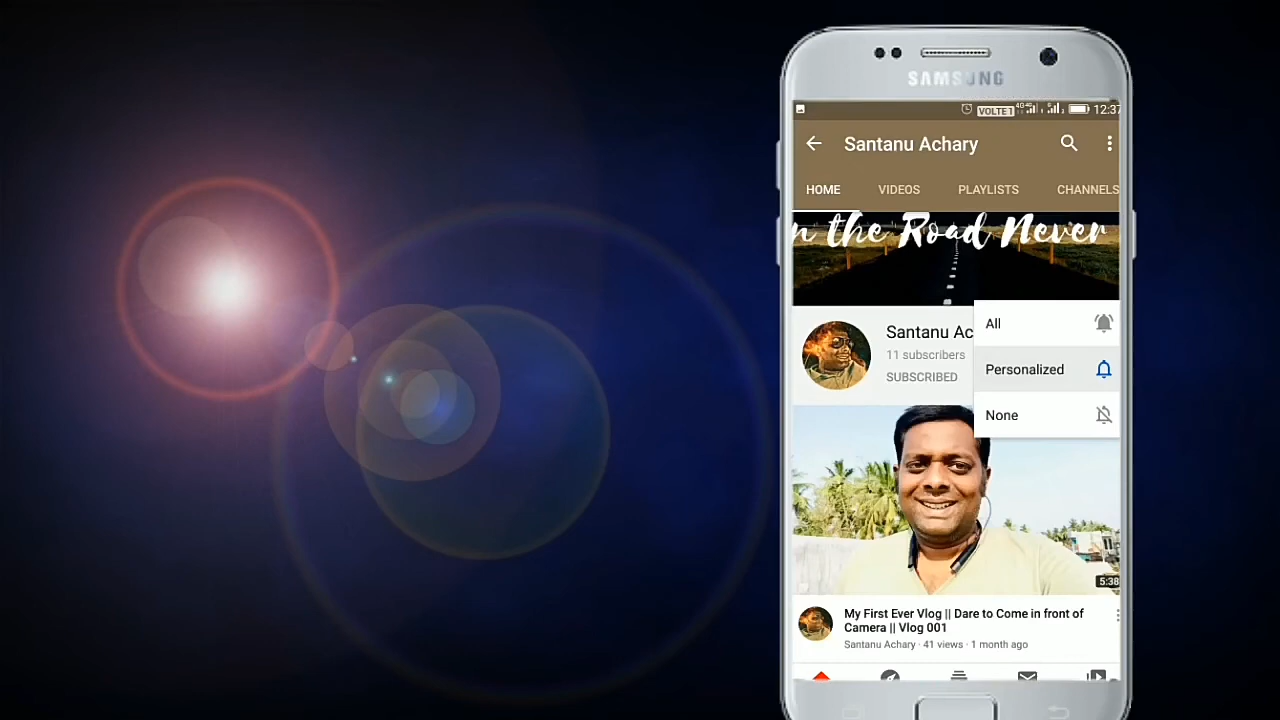 SAMSUNG
VOLTE1 4G 12:37
Santanu Achary
HOME VIDEOS PLAYLISTS CHANNELS
n the Road Never
Santanu Ac
11 subscribers
SUBSCRIBED
All
Personalized
None
5:38
My First Ever Vlog || Dare to Come in front of
Camera || Vlog 001
Santanu Achary · 41 views · 1 month ago